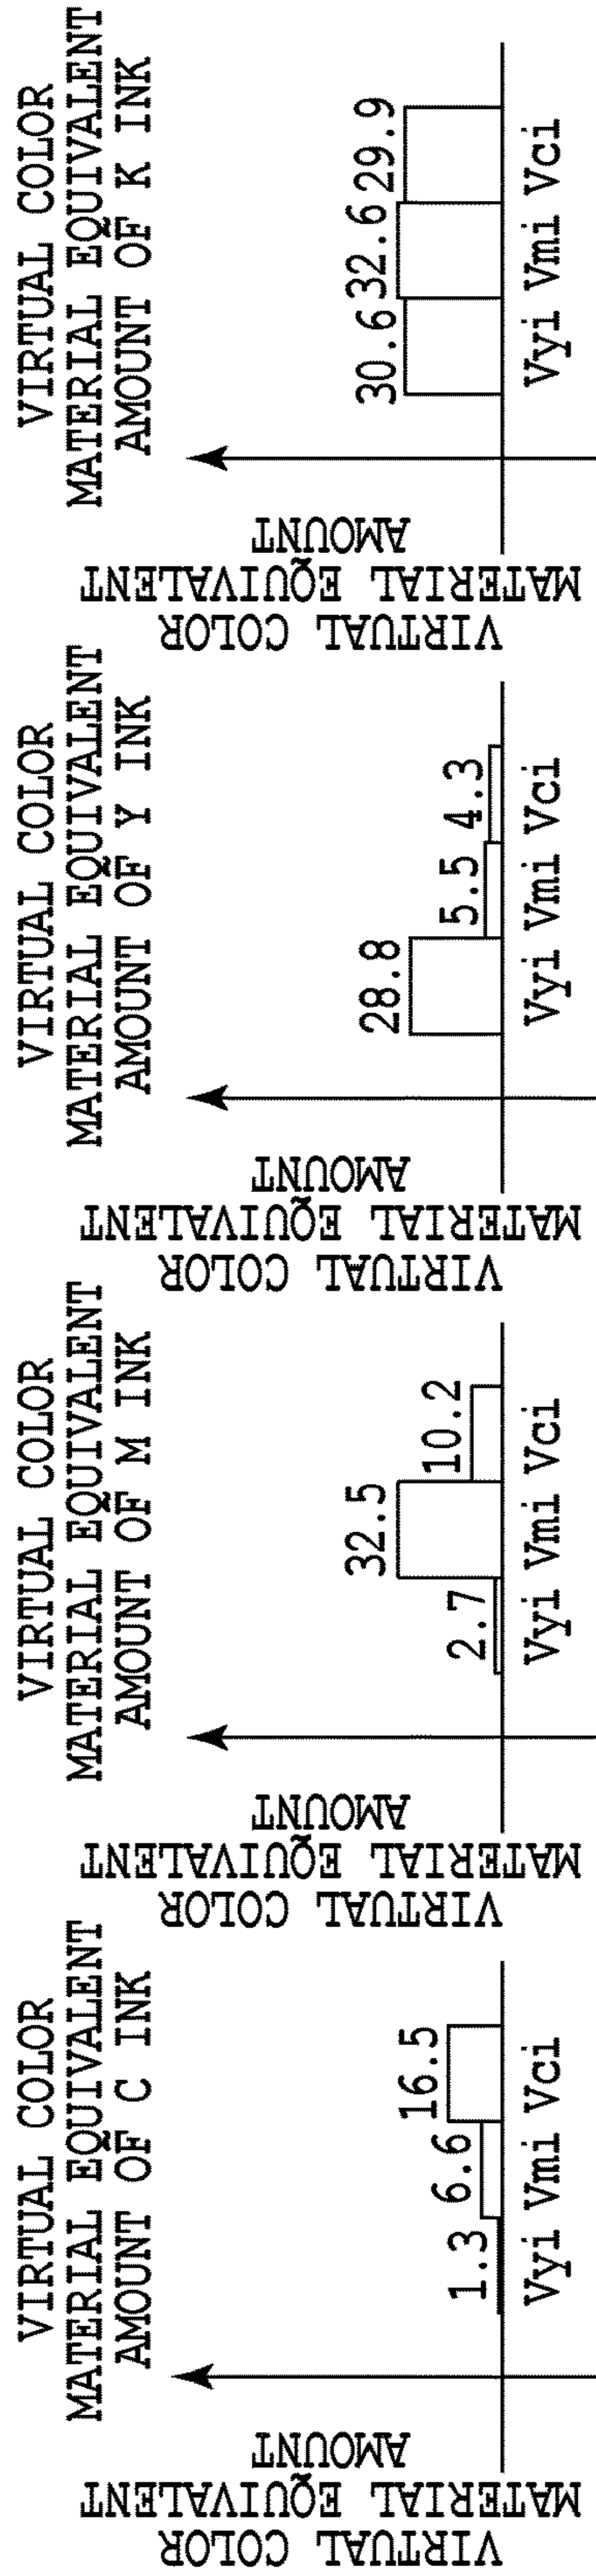 VIRTUAL COLOR
MATERIAL EQUIVALENT
AMOUNT OF C INK
VIRTUAL COLOR
MATERIAL EQUIVALENT
AMOUNT
1.3
6.6
16.5
Vyi Vmi Vci
VIRTUAL COLOR
MATERIAL EQUIVALENT
AMOUNT OF M INK
VIRTUAL COLOR
MATERIAL EQUIVALENT
AMOUNT
2.7
32.5
10.2
Vyi Vmi Vci
VIRTUAL COLOR
MATERIAL EQUIVALENT
AMOUNT OF Y INK
VIRTUAL COLOR
MATERIAL EQUIVALENT
AMOUNT
28.8
5.5
4.3
Vyi Vmi Vci
VIRTUAL COLOR
MATERIAL EQUIVALENT
AMOUNT OF K INK
VIRTUAL COLOR
MATERIAL EQUIVALENT
AMOUNT
30.6
32.6
29.9
Vyi Vmi Vci